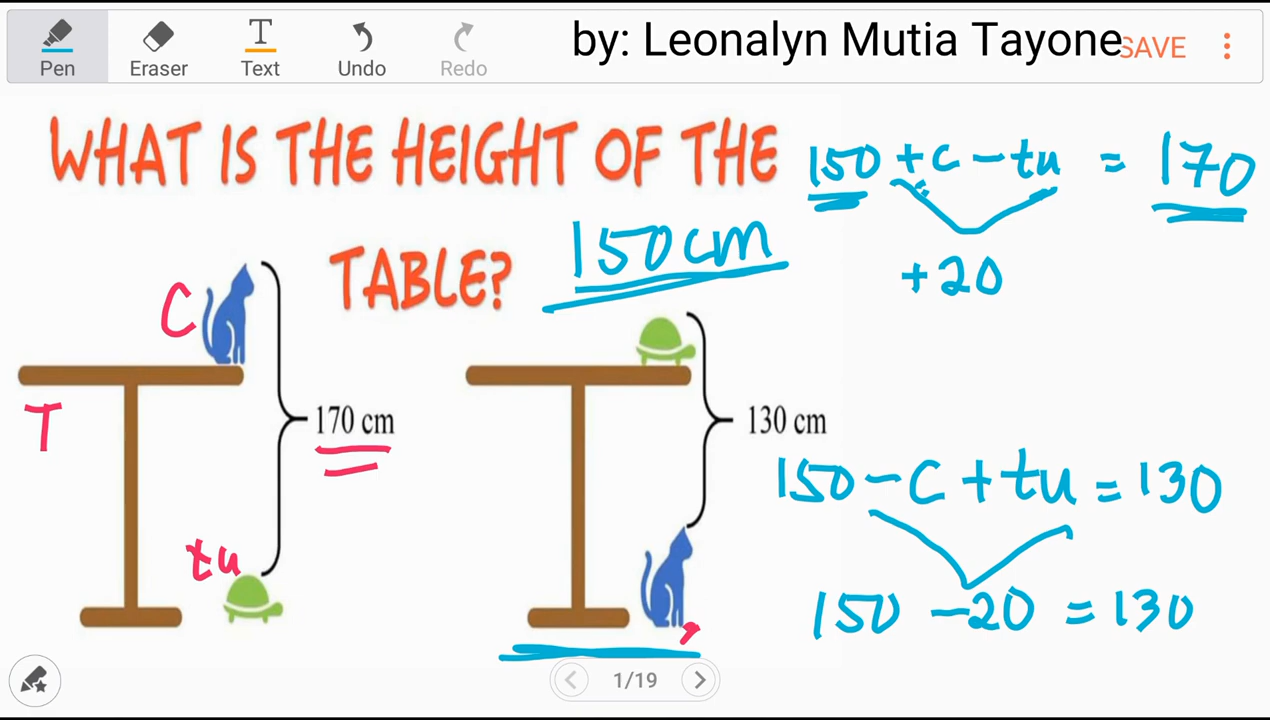 Pen Eraser Text Undo Redo by: Leonalyn Mutia Tayone SAVE
WHAT IS THE HEIGHT OF THE
TABLE? 150cm
150 + C - tu = 170
+20
C
T
170 cm
tu
130 cm
150 - C + tu = 130
150 - 20 = 130
1/19